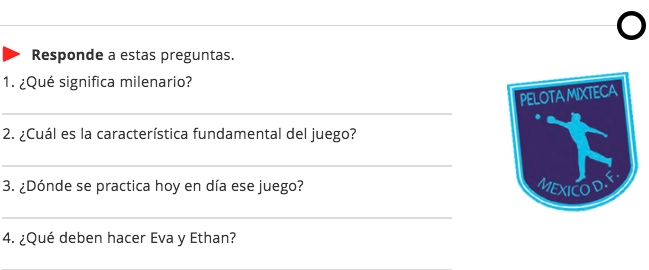 Responde a estas preguntas.
1. ¿Qué significa milenario?
2. ¿Cuál es la característica fundamental del juego?
3. ¿Dónde se practica hoy en día ese juego?
4. ¿Qué deben hacer Eva y Ethan?
PELOTA MIXTECA
MEXICO D. F.